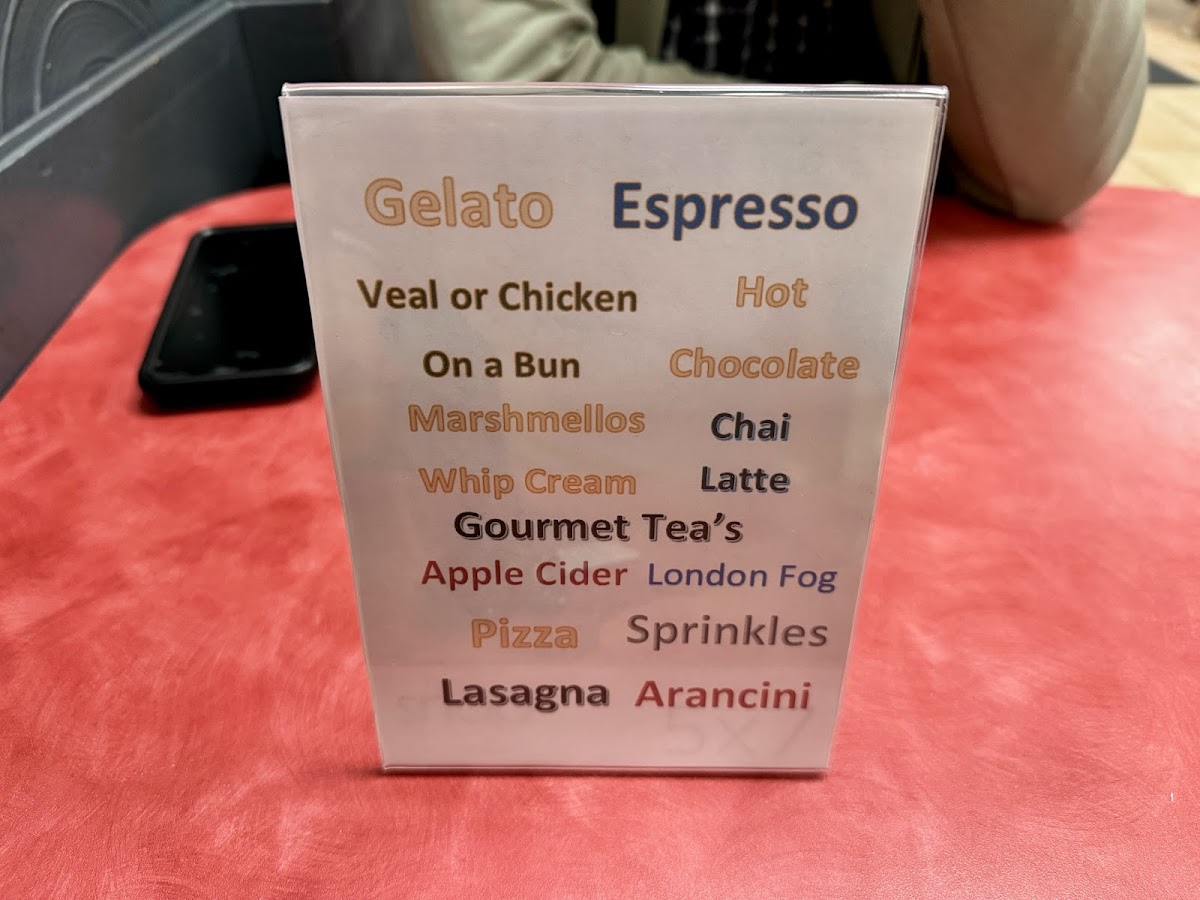 Gelato Espresso
Veal or Chicken Hot
On a Bun Chocolate
Marshmellos Chai
Whip Cream Latte
Gourmet Tea’s
Apple Cider London Fog
Pizza Sprinkles
Lasagna Arancini
5x7